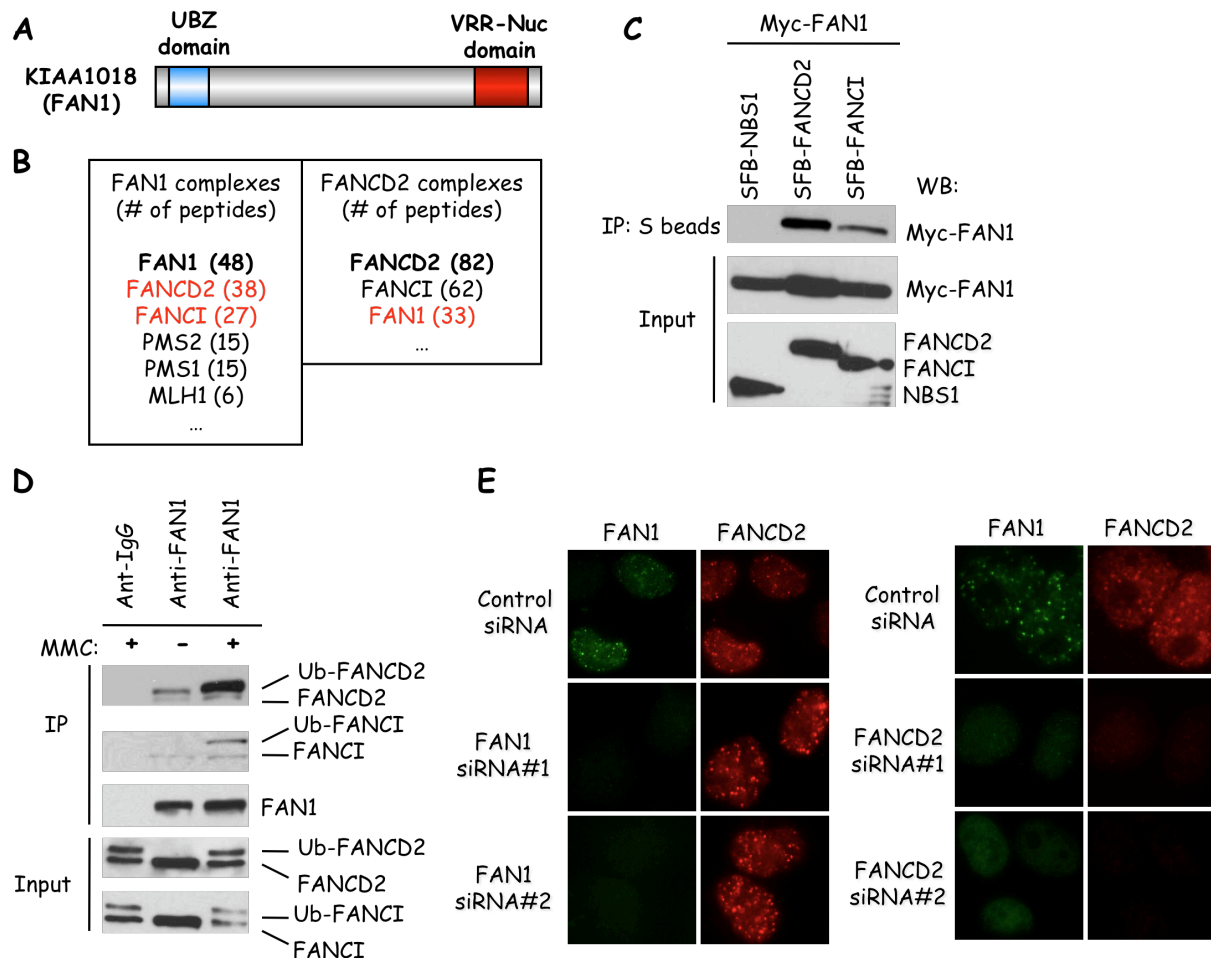 A
UBZ
domain
VRR-Nuc
domain
KIAA1018
(FAN1)
B
FAN1 complexes
(# of peptides)
FAN1 (48)
FANCD2 (38)
FANCI (27)
PMS2 (15)
PMS1 (15)
MLH1 (6)
...
FANCD2 complexes
(# of peptides)
FANCD2 (82)
FANCI (62)
FAN1 (33)
...
C
Myc-FAN1
SFB-NBS1
SFB-FANCD2
SFB-FANCI
WB:
IP: S beads
Myc-FAN1
Input
Myc-FAN1
FANCD2
FANCI
NBS1
D
Ant-IgG
Anti-FAN1
Anti-FAN1
MMC: + - +
IP
Ub-FANCD2
FANCD2
Ub-FANCI
FANCI
FAN1
Input
Ub-FANCD2
FANCD2
Ub-FANCI
FANCI
E
FAN1 FANCD2
Control
siRNA
FAN1
siRNA#1
FAN1
siRNA#2
FAN1 FANCD2
Control
siRNA
FANCD2
siRNA#1
FANCD2
siRNA#2